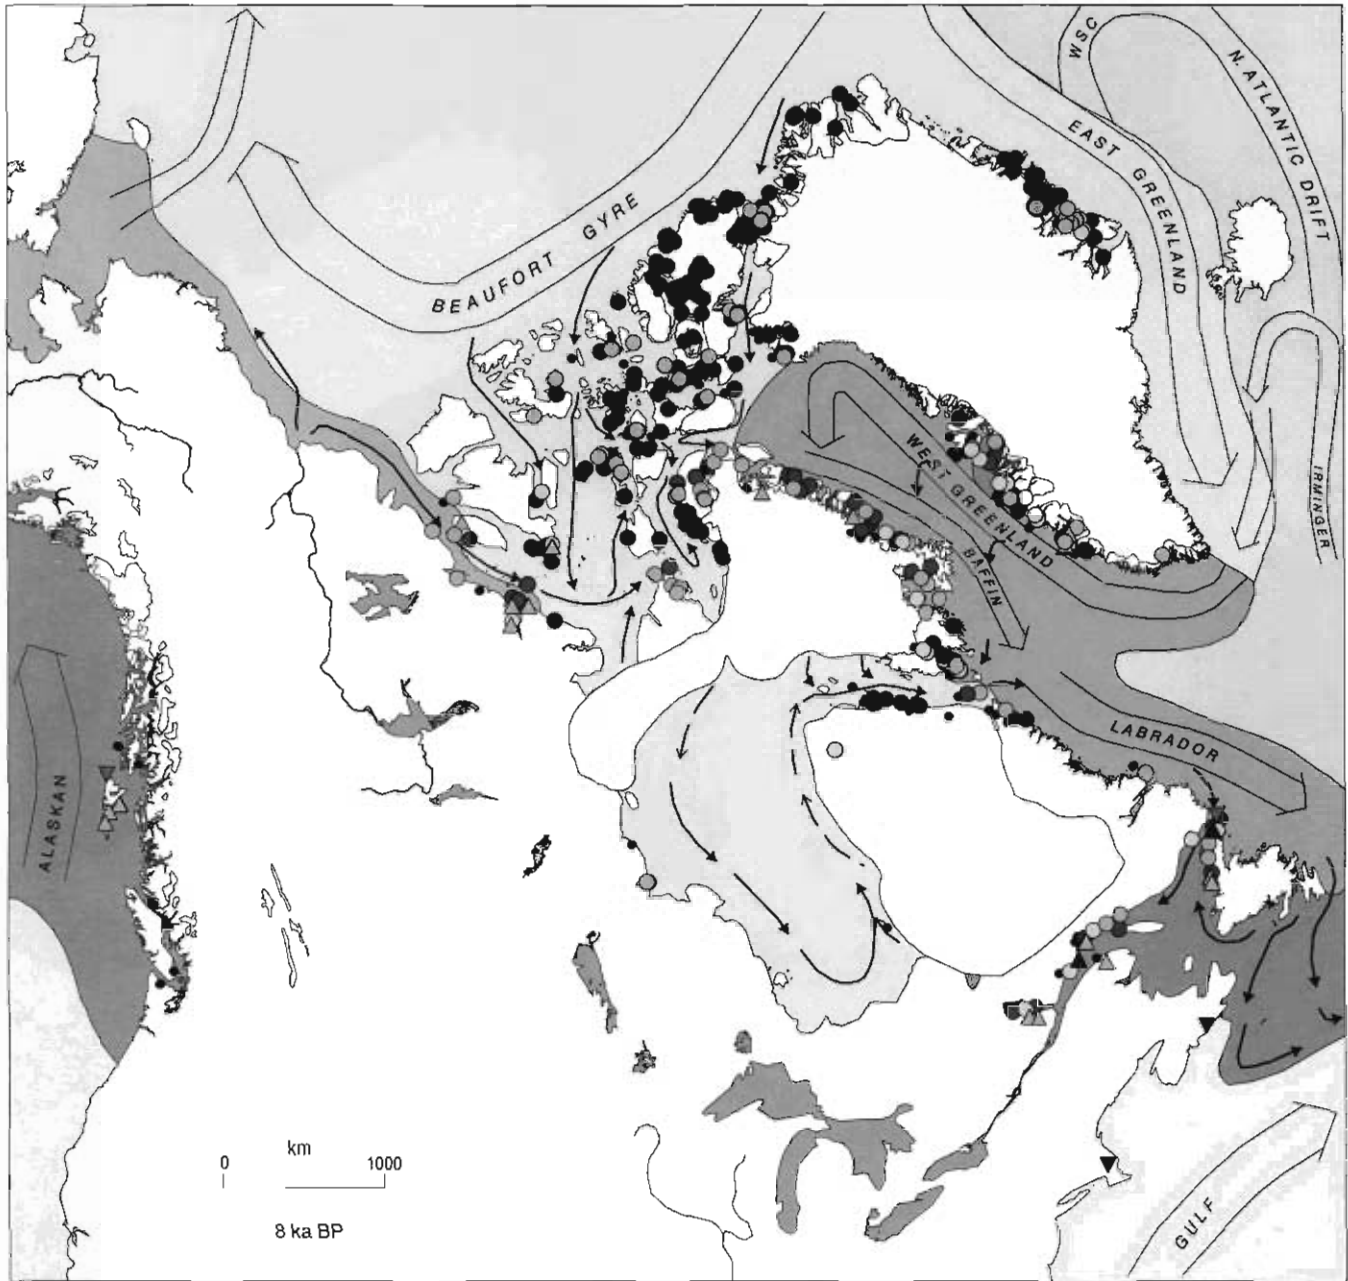 WSC
N. ATLANTIC DRIFT
EAST GREENLAND
BEAUFORT GYRE
WEST GREENLAND
BAFFIN
IRMINGER
LABRADOR
ALASKAN
km
0 1000
8 ka BP
GULF